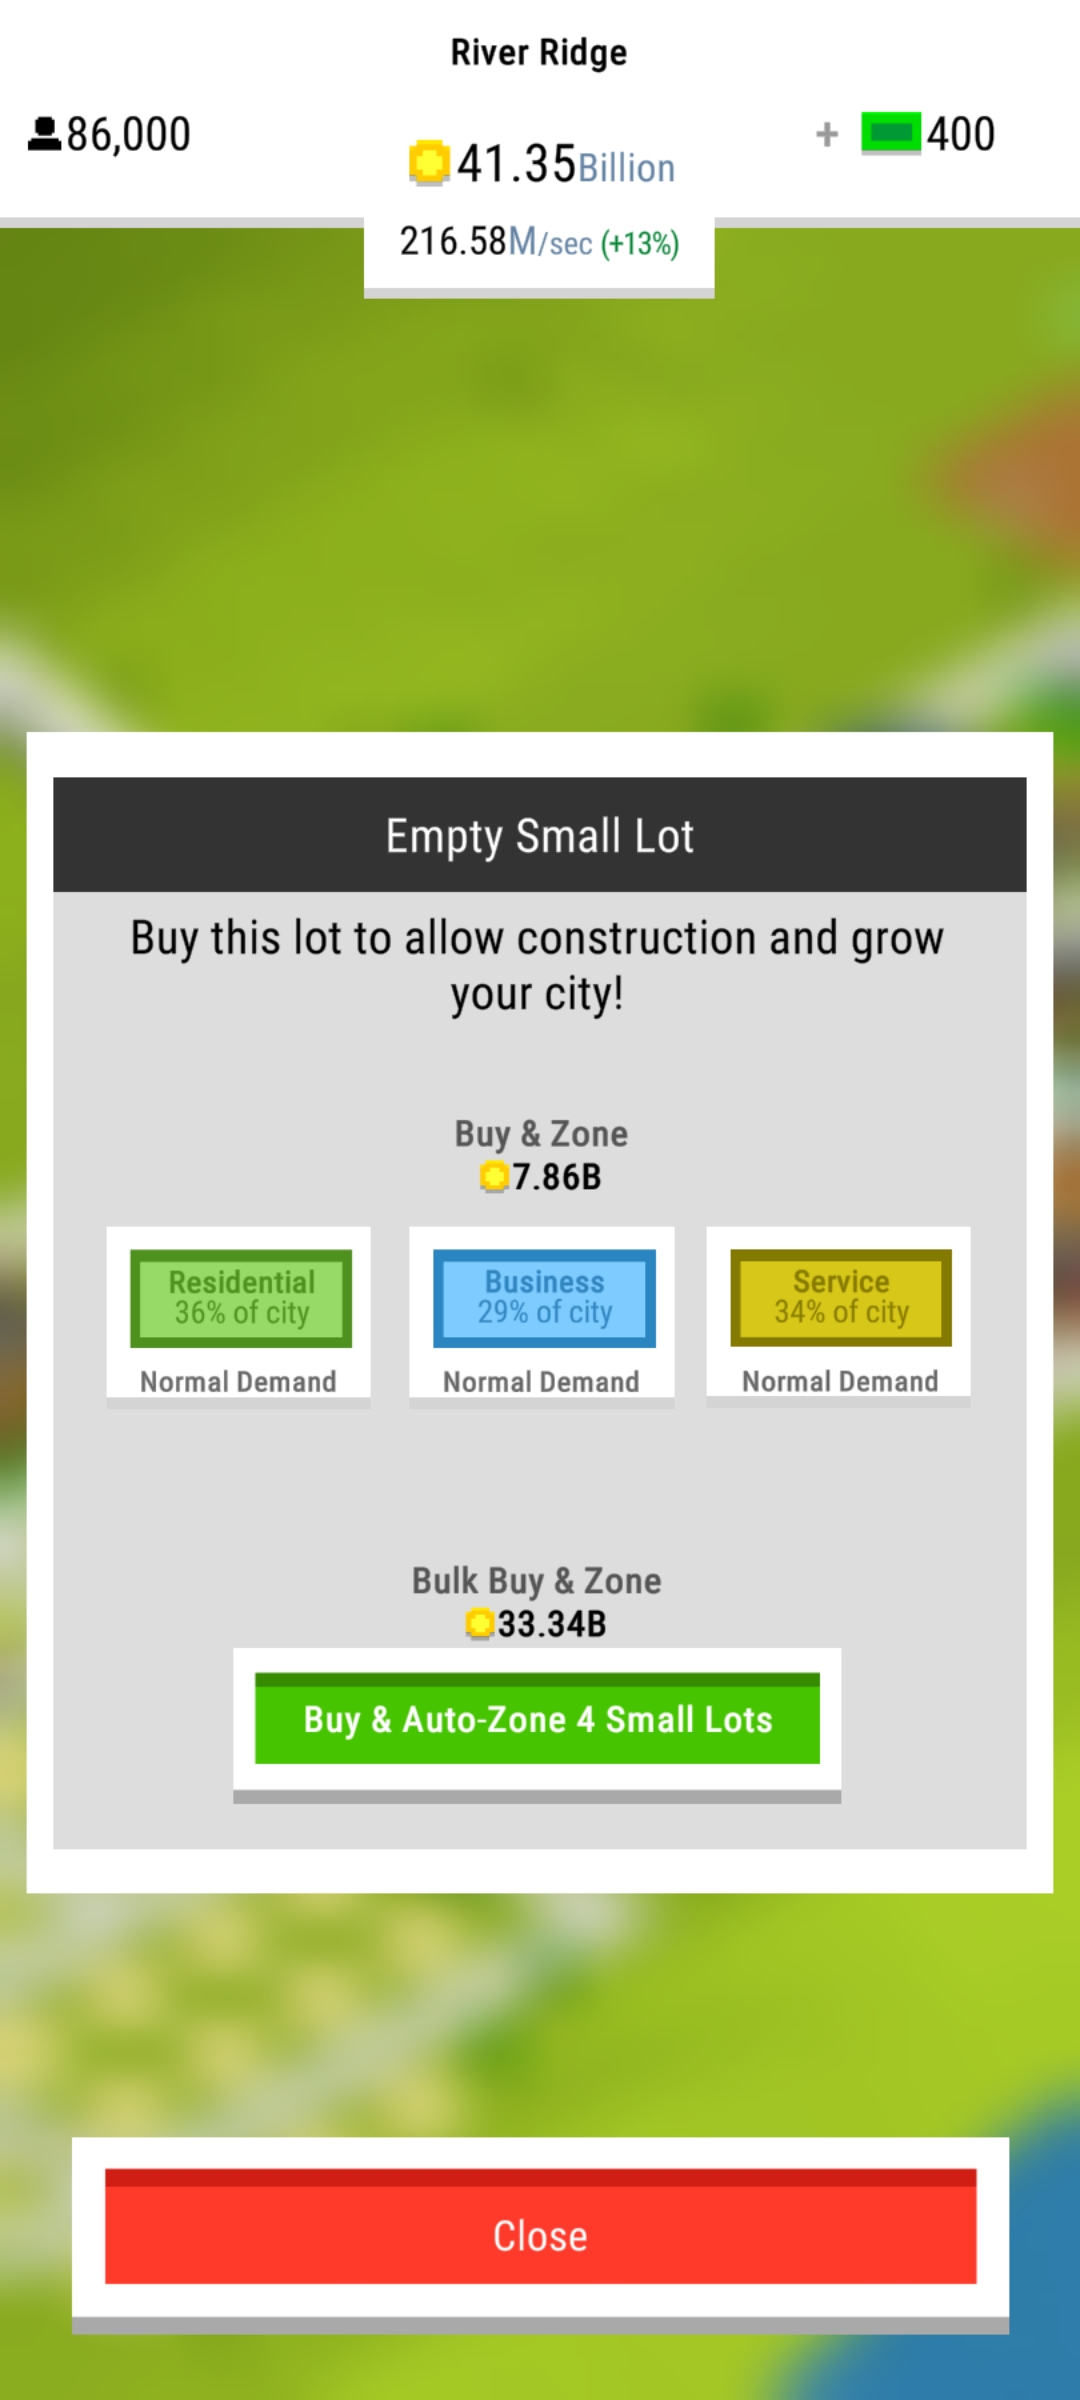 River Ridge
86,000
41.35Billion
+ 400
216.58M/sec (+13%)
Empty Small Lot
Buy this lot to allow construction and grow
your city!
Buy & Zone
7.86B
Residential
36% of city
Normal Demand
Business
29% of city
Normal Demand
Service
34% of city
Normal Demand
Bulk Buy & Zone
33.34B
Buy & Auto-Zone 4 Small Lots
Close